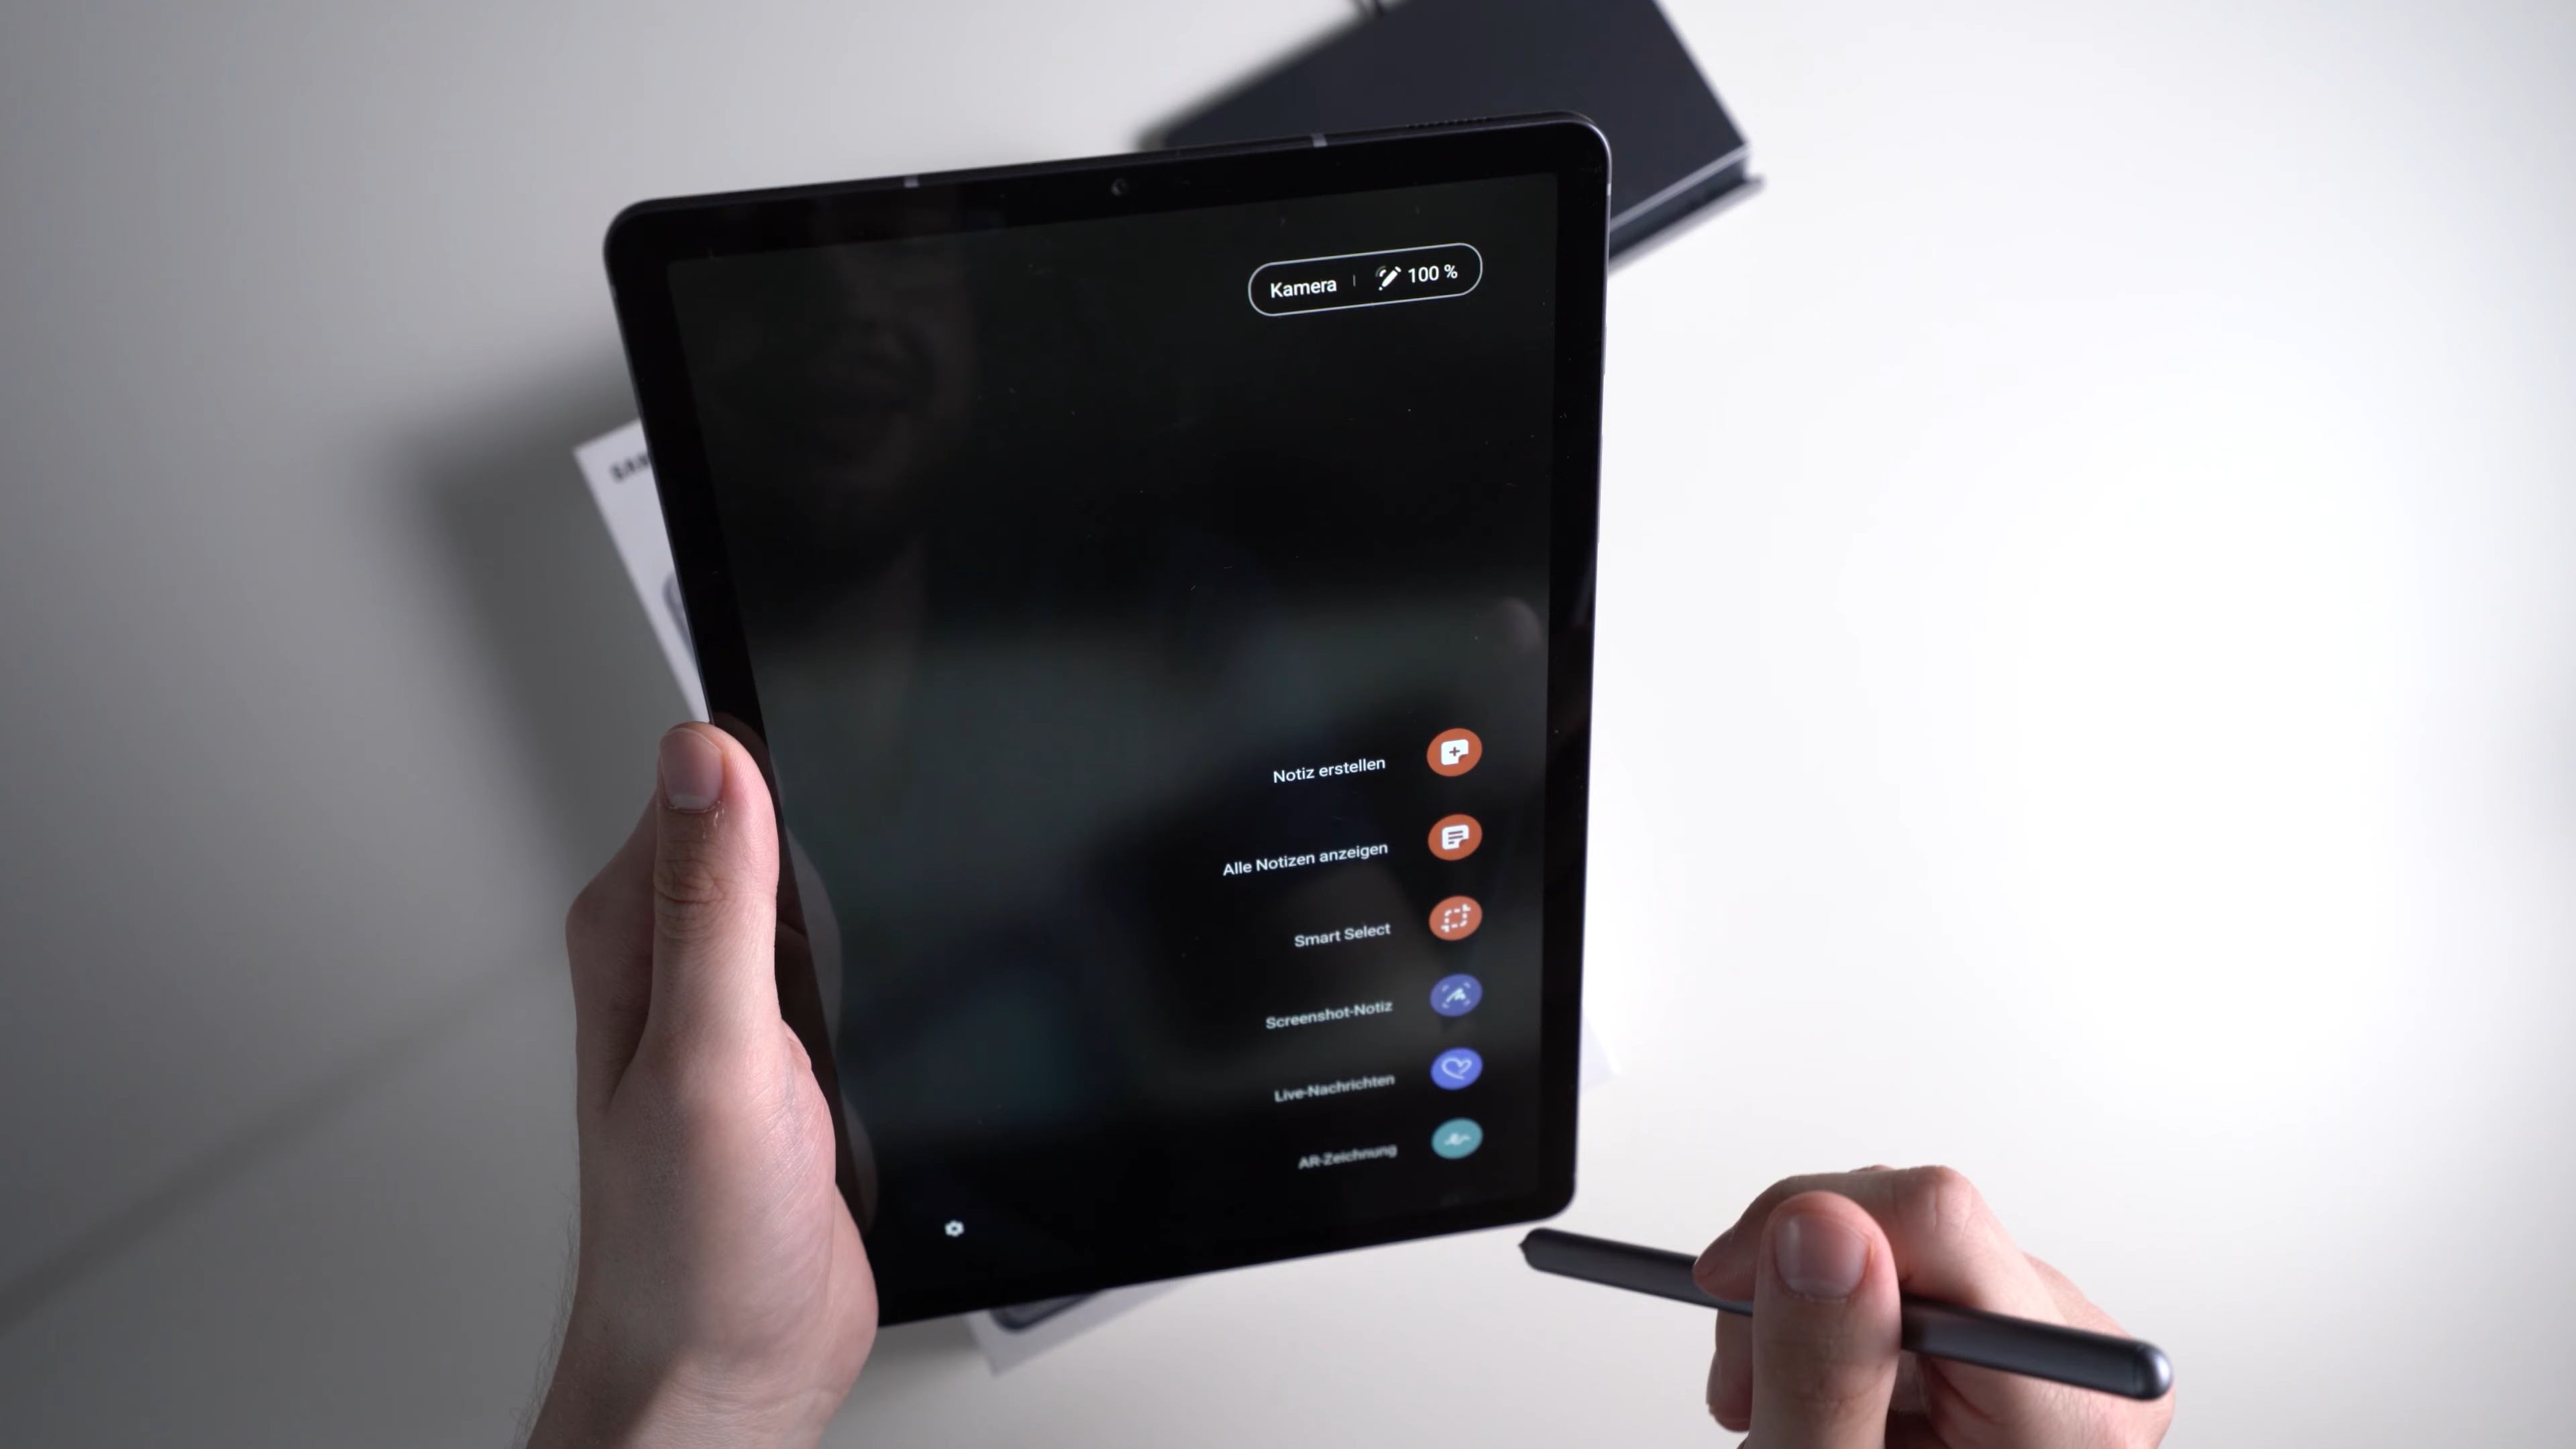 Kamera | 100 %
Notiz erstellen
Alle Notizen anzeigen
Smart Select
Screenshot-Notiz
Live-Nachrichten
AR-Zeichnung